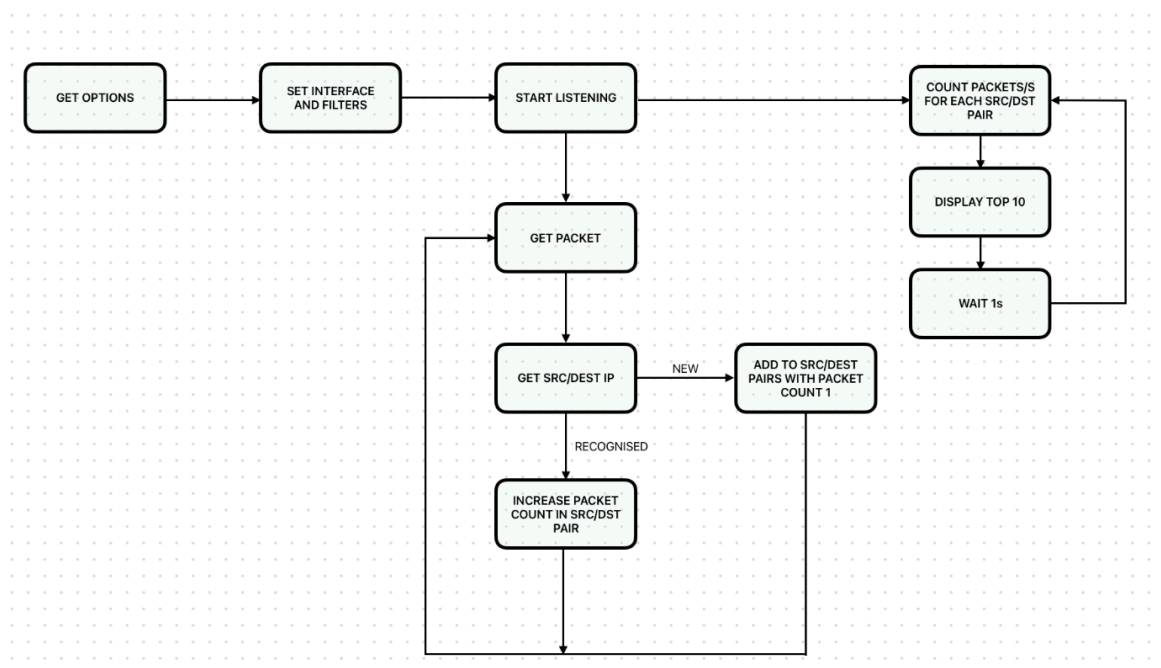 GET OPTIONS
SET INTERFACE
AND FILTERS
START LISTENING
COUNT PACKETS/S
FOR EACH SRC/DST
PAIR
DISPLAY TOP 10
WAIT 1s
GET PACKET
GET SRC/DEST IP
NEW
ADD TO SRC/DEST
PAIRS WITH PACKET
COUNT 1
RECOGNISED
INCREASE PACKET
COUNT IN SRC/DST
PAIR